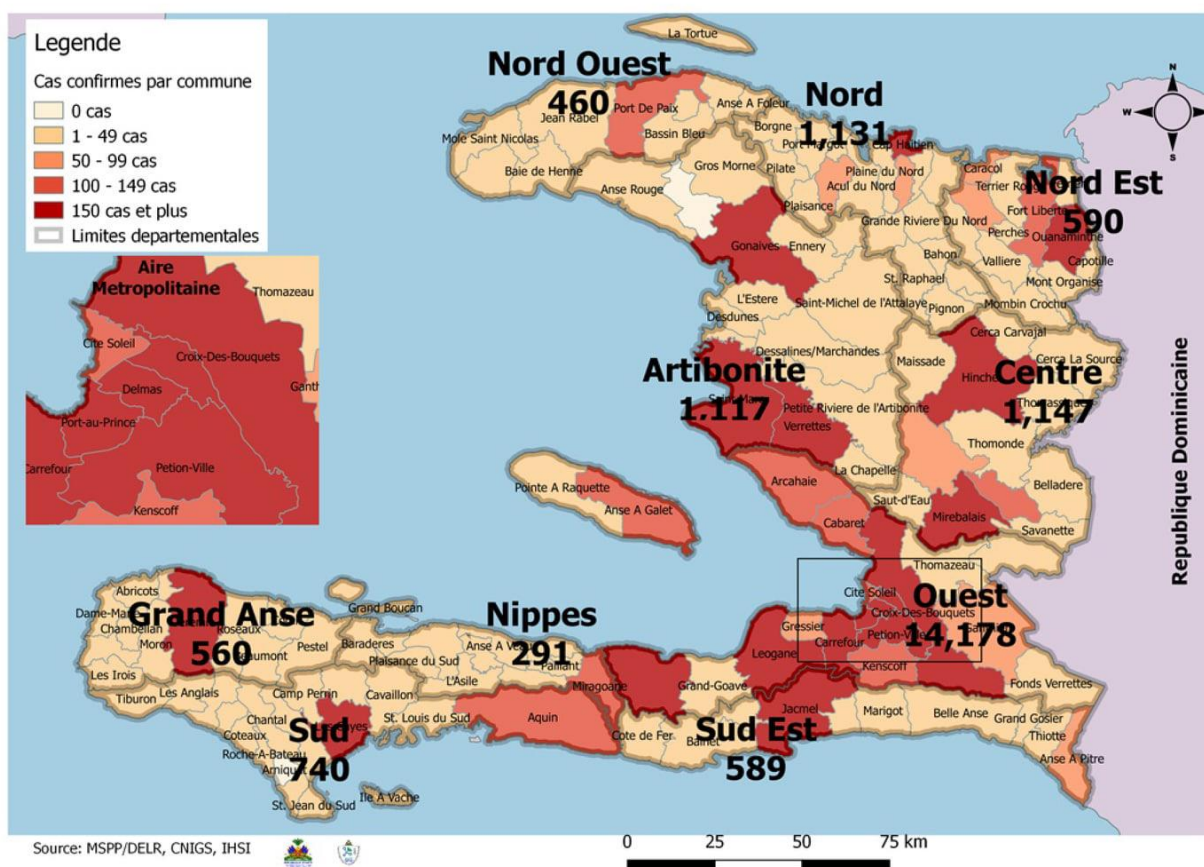 Legende
Cas confirmes par commune
0 cas
1 - 49 cas
50 - 99 cas
100 - 149 cas
150 cas et plus
Limites departementales
Aire
Metropolitaine
Thomazeau
Cite Soleil
Croix-Des-Bouquets
Delmas
Port-au-Prince
Carrefour
Petion-Ville
Kenscoff
La Tortue
Nord Ouest
460
Port De Paix
Jean Rabel
Mole Saint Nicolas
Bassin Bleu
Anse A Foleur
Baie de Henne
Nord
1,131
Borgne
Port Margot
Cap Haitien
Pilate
Plaine du Nord
Acul du Nord
Plaisance
Grande Riviere Du Nord
Bahon
St. Raphael
Pignon
Nord Est
590
Caracol
Terrier Rouge
Fort Liberte
Ouanaminthe
Perches
Capotille
Valliere
Mont Organise
Mombin Crochu
Gros Morne
Anse Rouge
Gonaives
Ennery
Saint-Michel de l'Attalaye
L'Estere
Desdunes
Dessalines/Marchandes
Artibonite
1,117
Petite Riviere de l'Artibonite
Verrettes
La Chapelle
Cerca Carvajal
Maissade
Cerca La Source
Centre
1,147
Thomonde
Belladere
Saut-d'Eau
Mirebalais
Savanette
Arcahaie
Cabaret
Pointe A Raquette
Anse A Galet
Thomazeau
Ouest
14,178
Cite Soleil
Croix-Des-Bouquets
Gressier
Carrefour
Petion-Ville
Leogane
Kenscoff
Fonds Verrettes
Grand-Goave
Grand Anse
560
Abricots
Chambellan
Moron
Roseaux
Pestel
Les Irois
Nippes
291
Grand Boucan
Baraderes
Plaisance du Sud
L'Asile
Paillant
Miragoane
Sud
740
Tiburon
Les Anglais
Camp Perrin
Cavaillon
St. Louis du Sud
Aquin
Chantal
Coteaux
Roche-A-Bateau
St. Jean du Sud
Ile A Vache
Sud Est
589
Cote de Fer
Jacmel
Marigot
Belle Anse
Grand Gosier
Thiotte
Anse A Pitre
Republique Dominicaine
N
W
E
S
Source: MSPP/DELR, CNIGS, IHSI
0 25 50 75 km